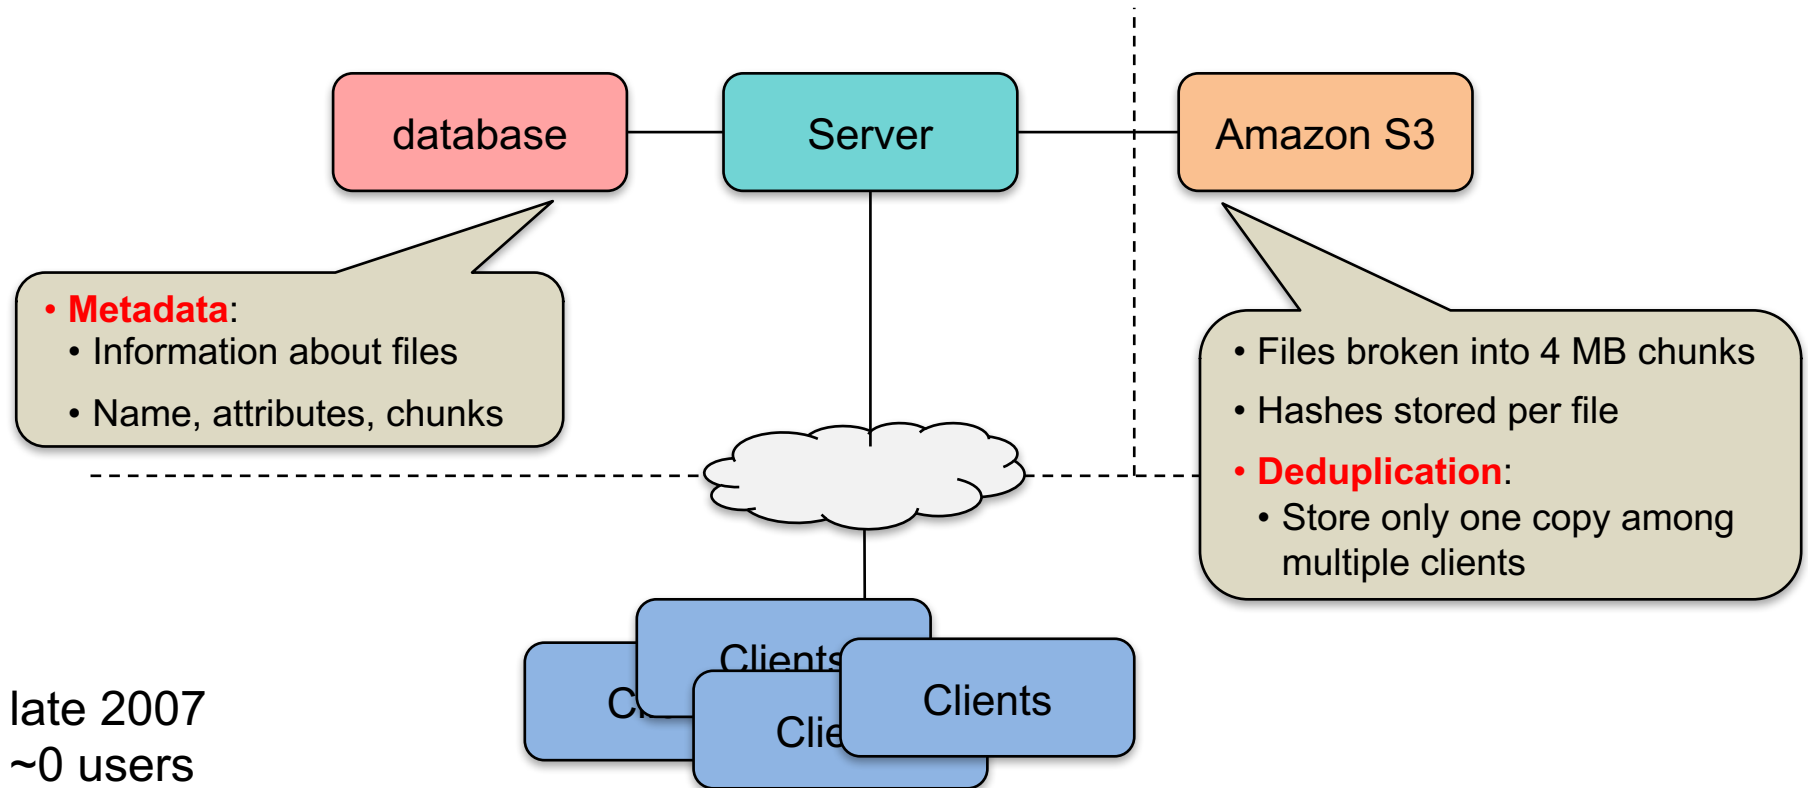 database
Server
Amazon S3
• Metadata:
• Information about files
• Name, attributes, chunks
• Files broken into 4 MB chunks
• Hashes stored per file
• Deduplication:
• Store only one copy among
multiple clients
Clients
Clients
late 2007
~0 users